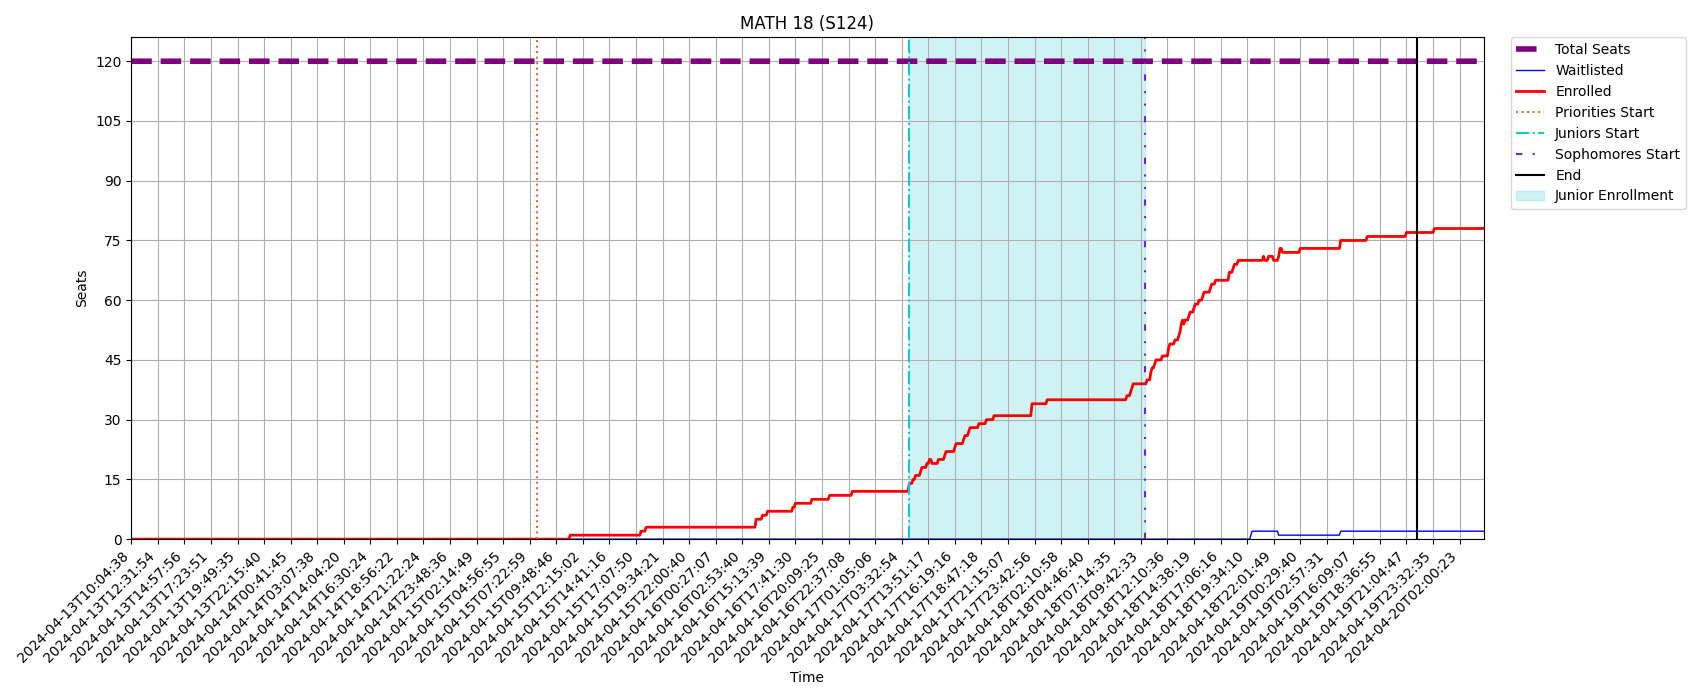 MATH 18 (S124)
Total Seats
Waitlisted
Enrolled
Priorities Start
Juniors Start
Sophomores Start
End
Junior Enrollment
Seats
120
105
90
75
60
45
30
15
0
2024-04-13T10:04:38
2024-04-13T12:31:54
2024-04-13T14:57:56
2024-04-13T17:23:51
2024-04-13T19:49:35
2024-04-13T22:15:40
2024-04-14T00:41:45
2024-04-14T03:07:38
2024-04-14T14:04:20
2024-04-14T16:30:24
2024-04-14T18:56:22
2024-04-14T21:22:24
2024-04-14T23:48:36
2024-04-15T02:14:49
2024-04-15T04:56:55
2024-04-15T07:22:59
2024-04-15T09:48:46
2024-04-15T12:15:02
2024-04-15T14:41:16
2024-04-15T17:07:50
2024-04-15T19:34:21
2024-04-15T22:00:40
2024-04-16T00:27:07
2024-04-16T02:53:40
2024-04-16T15:13:39
2024-04-16T17:41:30
2024-04-16T20:09:25
2024-04-16T22:37:08
2024-04-17T01:05:06
2024-04-17T03:32:54
2024-04-17T13:51:17
2024-04-17T16:19:16
2024-04-17T18:47:18
2024-04-17T21:15:07
2024-04-17T23:42:56
2024-04-18T02:10:58
2024-04-18T04:46:40
2024-04-18T07:14:35
2024-04-18T09:42:33
2024-04-18T12:10:36
2024-04-18T14:38:19
2024-04-18T17:06:16
2024-04-18T19:34:10
2024-04-18T22:01:49
2024-04-19T00:29:40
2024-04-19T02:57:31
2024-04-19T16:09:07
2024-04-19T18:36:55
2024-04-19T21:04:47
2024-04-19T23:32:35
2024-04-20T02:00:23
Time